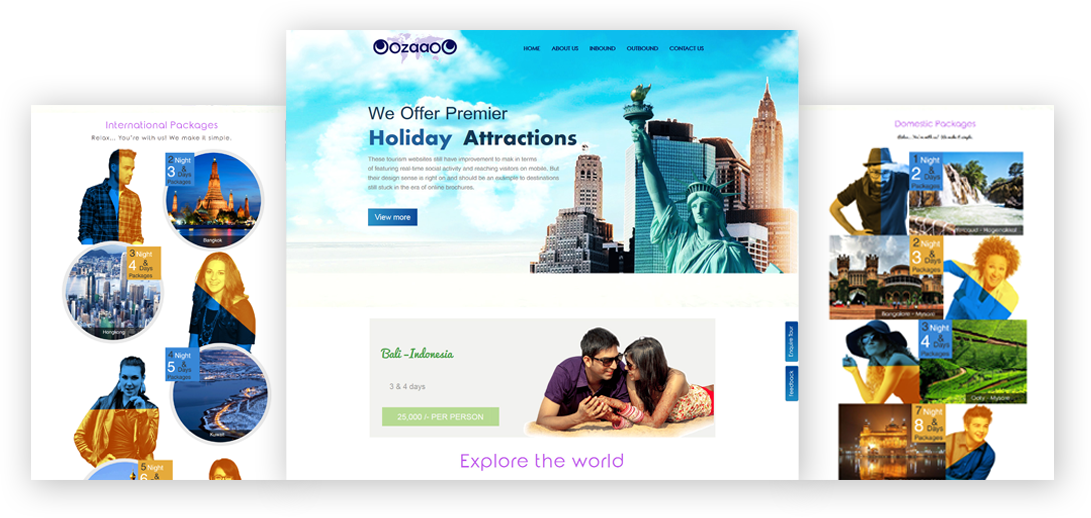 OozaaoO
HOME ABOUT US INBOUND OUTBOUND CONTACT US
We Offer Premier
Holiday Attractions
These tourism websites still have improvement to mak in terms
of featuring real-time social activity and reaching visitors on mobile. But
their design sense is right on and should be an example to destinations
still stuck in the era of online brochures.
View more
Enquire Tour
Feedback
Bali - Indonesia
3 & 4 days
25,000 /- PER PERSON
Explore the world
International Packages
Relax... You're with us! We make it simple.
2 Night
3 & Days
Packages
Bangkok
3 Night
4 & Days
Packages
Hongkong
4 Night
5 & Days
Packages
Kuwait
5 Night
6 & Days
Domestic Packages
Relax... You're with us! We make it simple.
1 Night
2 & Days
Packages
Hogenakkal
2 Night
3 & Days
Packages
Bangalore - Mysore
3 Night
4 & Days
Packages
Ooty - Mysore
7 Night
8 & Days
Packages